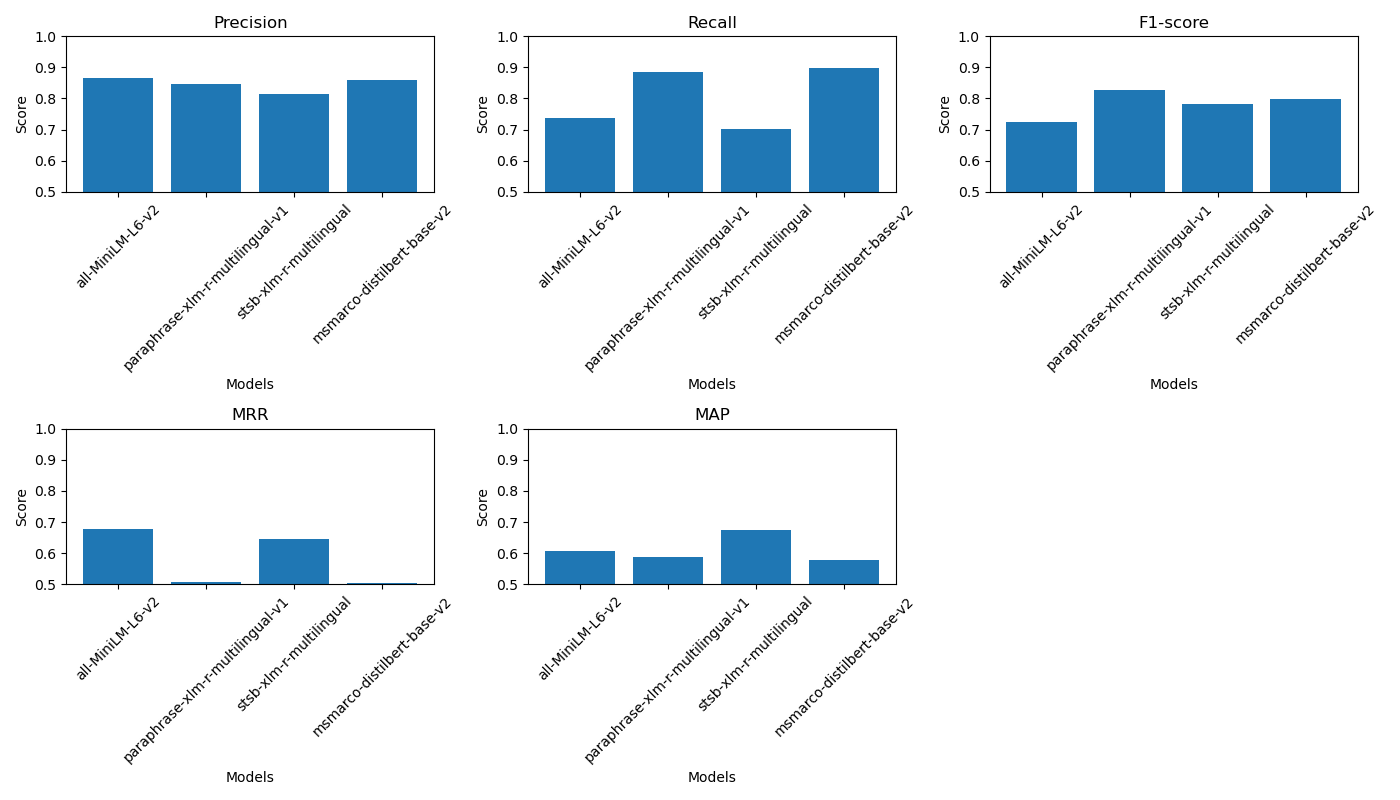 Precision
1.0
0.9
0.8
0.7
0.6
0.5
Score
all-MiniLM-L6-v2
paraphrase-xlm-r-multilingual-v1
stsb-xlm-r-multilingual
msmarco-distilbert-base-v2
Models
Recall
1.0
0.9
0.8
0.7
0.6
0.5
Score
all-MiniLM-L6-v2
paraphrase-xlm-r-multilingual-v1
stsb-xlm-r-multilingual
msmarco-distilbert-base-v2
Models
F1-score
1.0
0.9
0.8
0.7
0.6
0.5
Score
all-MiniLM-L6-v2
paraphrase-xlm-r-multilingual-v1
stsb-xlm-r-multilingual
msmarco-distilbert-base-v2
Models
MRR
1.0
0.9
0.8
0.7
0.6
0.5
Score
all-MiniLM-L6-v2
paraphrase-xlm-r-multilingual-v1
stsb-xlm-r-multilingual
msmarco-distilbert-base-v2
Models
MAP
1.0
0.9
0.8
0.7
0.6
0.5
Score
all-MiniLM-L6-v2
paraphrase-xlm-r-multilingual-v1
stsb-xlm-r-multilingual
msmarco-distilbert-base-v2
Models